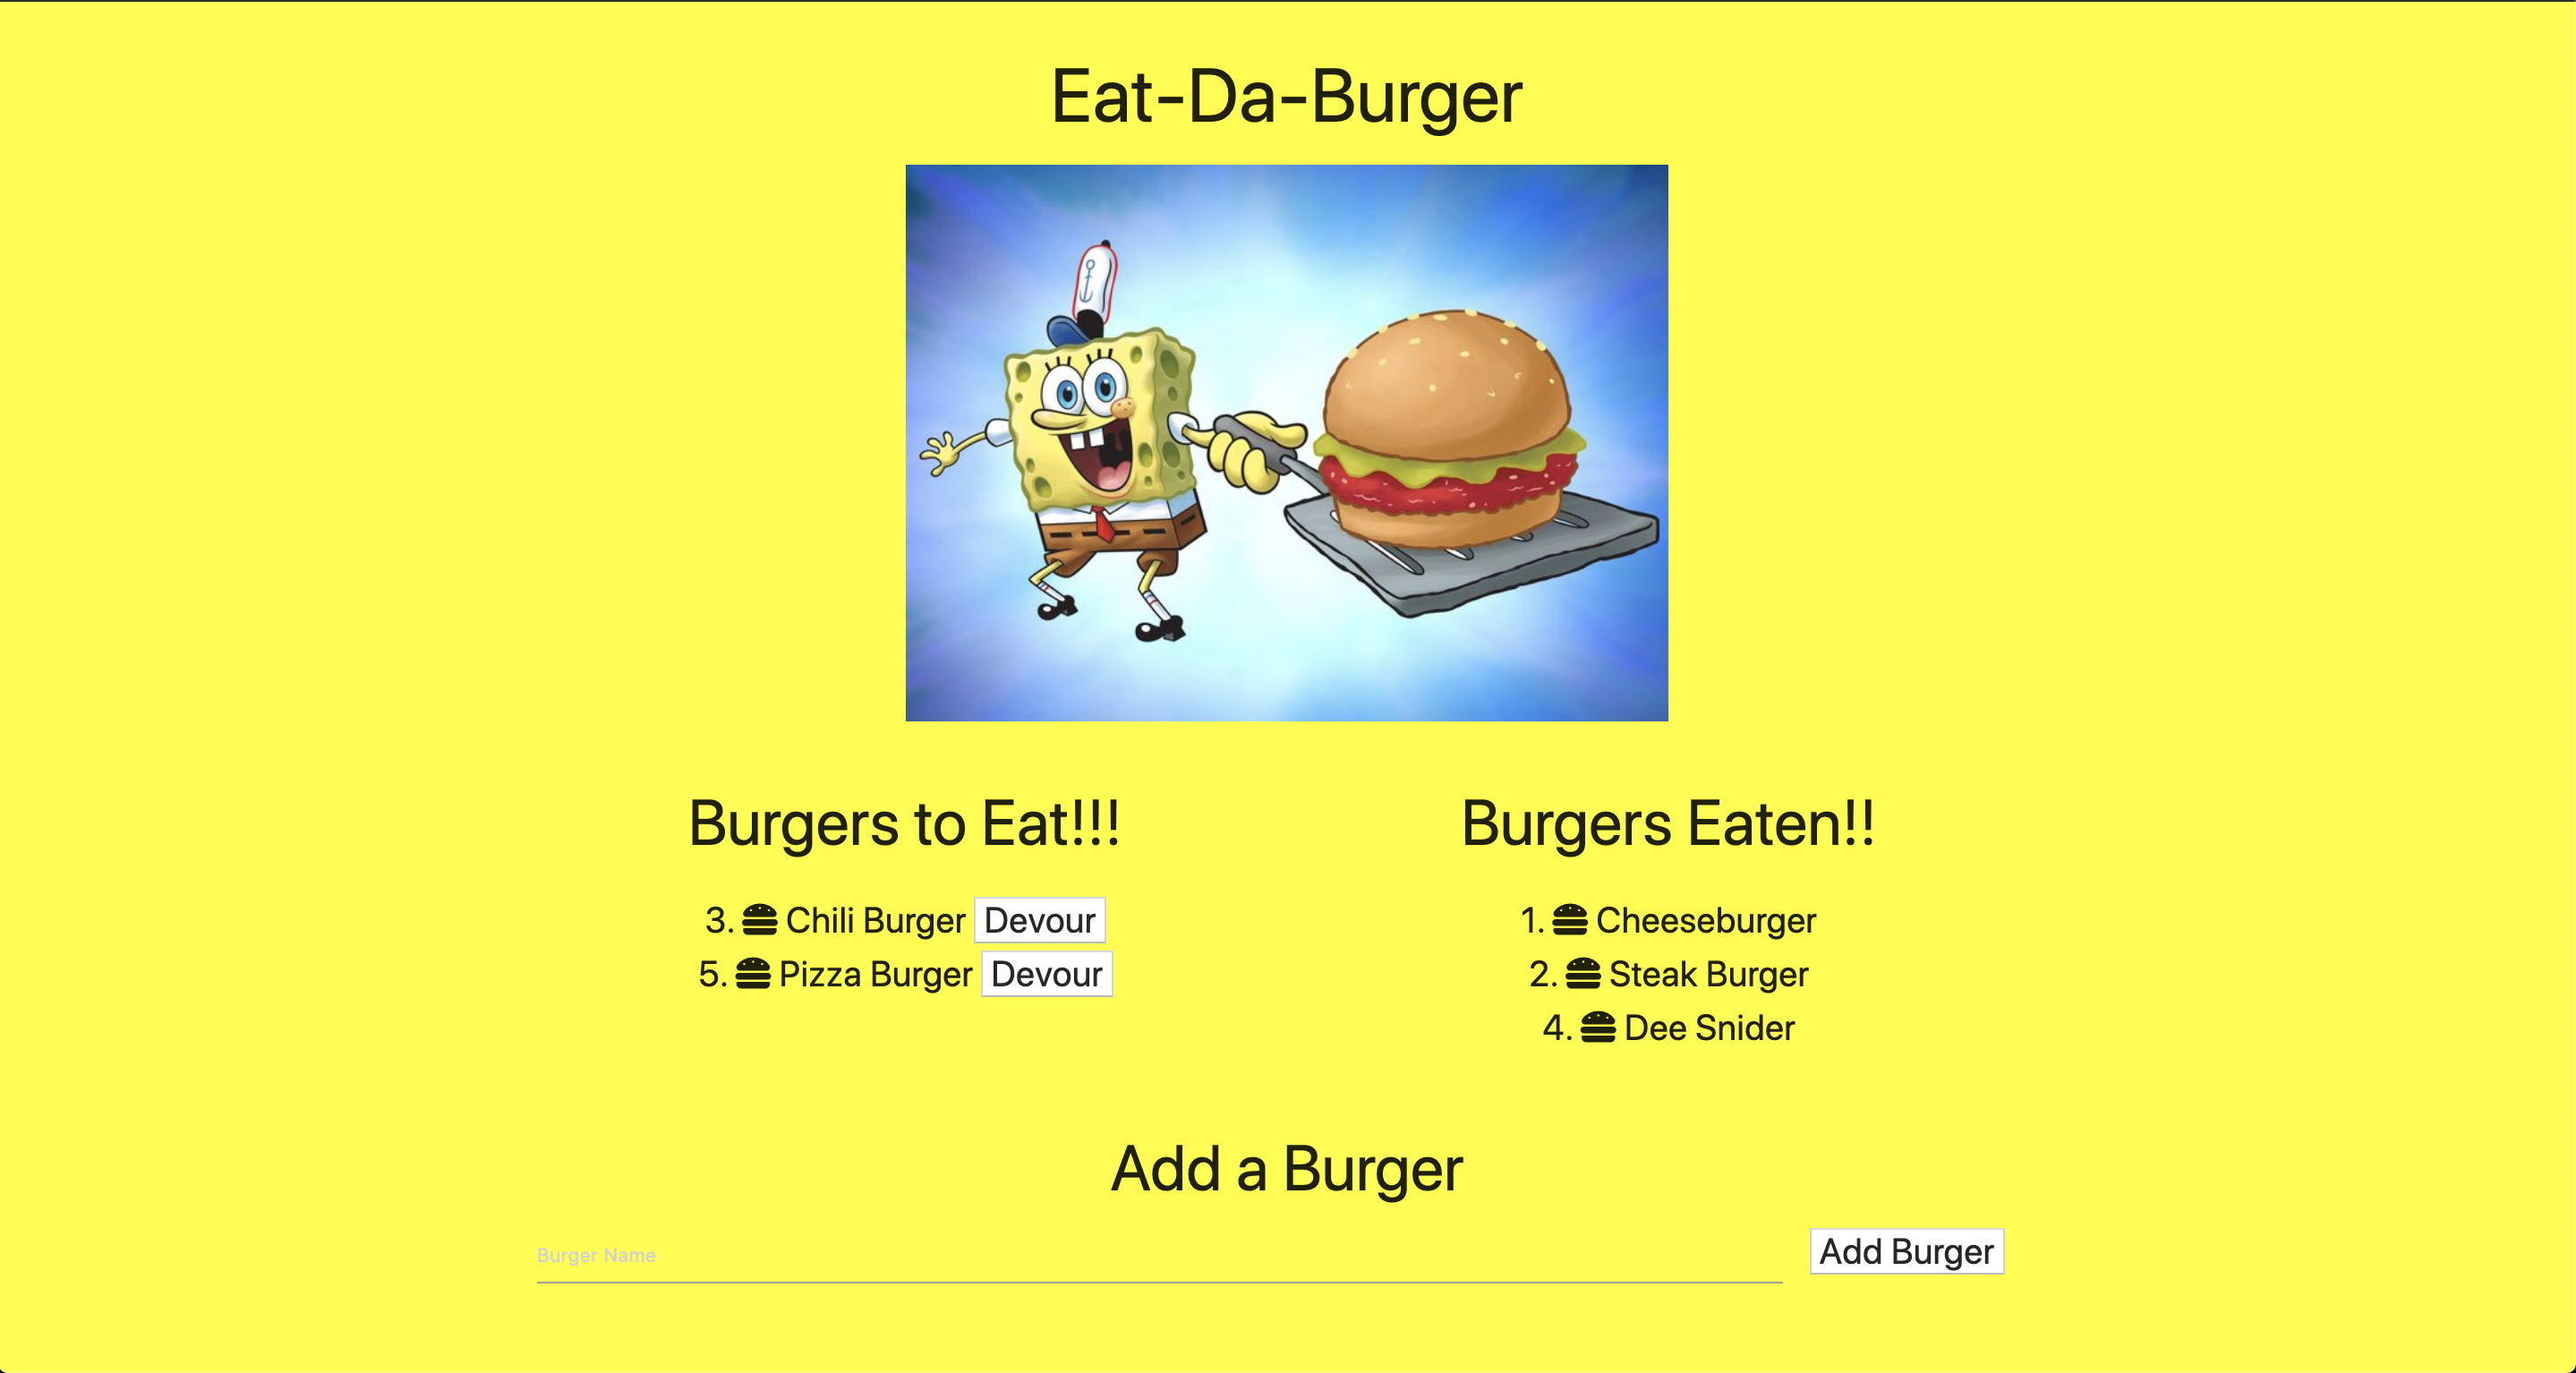 Eat-Da-Burger
Burgers to Eat!!!
3. Chili Burger Devour
5. Pizza Burger Devour
Burgers Eaten!!
1. Cheeseburger
2. Steak Burger
4. Dee Snider
Add a Burger
Burger Name
Add Burger